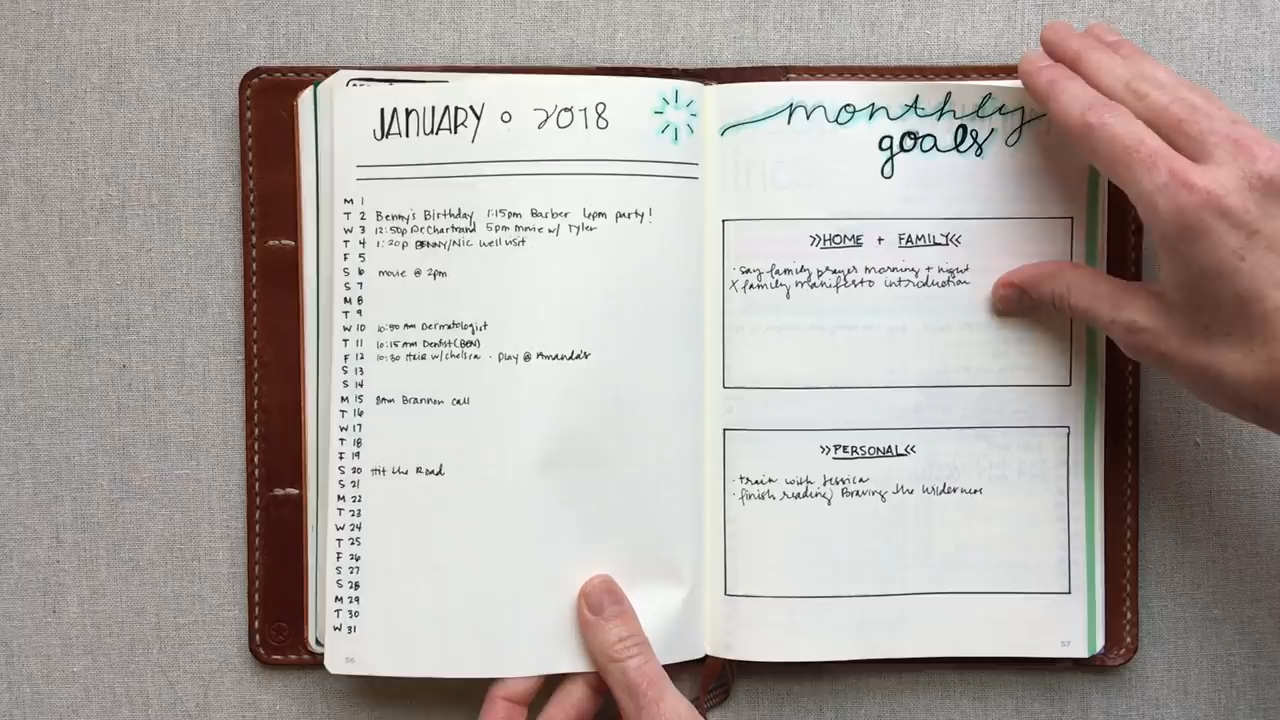 JANUARY ○ 2018
M 1
T 2 Benny's Birthday 1:15pm Barber 6pm party!
W 3 12:50p Dr. Chartrand 5pm movie w/ Tyler
T 4 1:20p BENNY/Nic well visit
F 5
S 6 movie @ 2pm
S 7
M 8
T 9
W 10 10:50 AM Dermatologist
T 11 10:15 AM Dentist (BEN)
F 12 10:30 Hair w/chelsea · Play @ Amanda's
S 13
S 14
M 15 8am Brannon call
T 16
W 17
T 18
F 19
S 20 Hit the Road
S 21
M 22
T 23
W 24
T 25
F 26
S 27
S 28
M 29
T 30
W 31
56
monthly
goals
»HOME + FAMILY«
· say family prayer morning + night
X family manifesto introduction
»PERSONAL«
· train with Jessica
· finish reading Braving the Wilderness
57